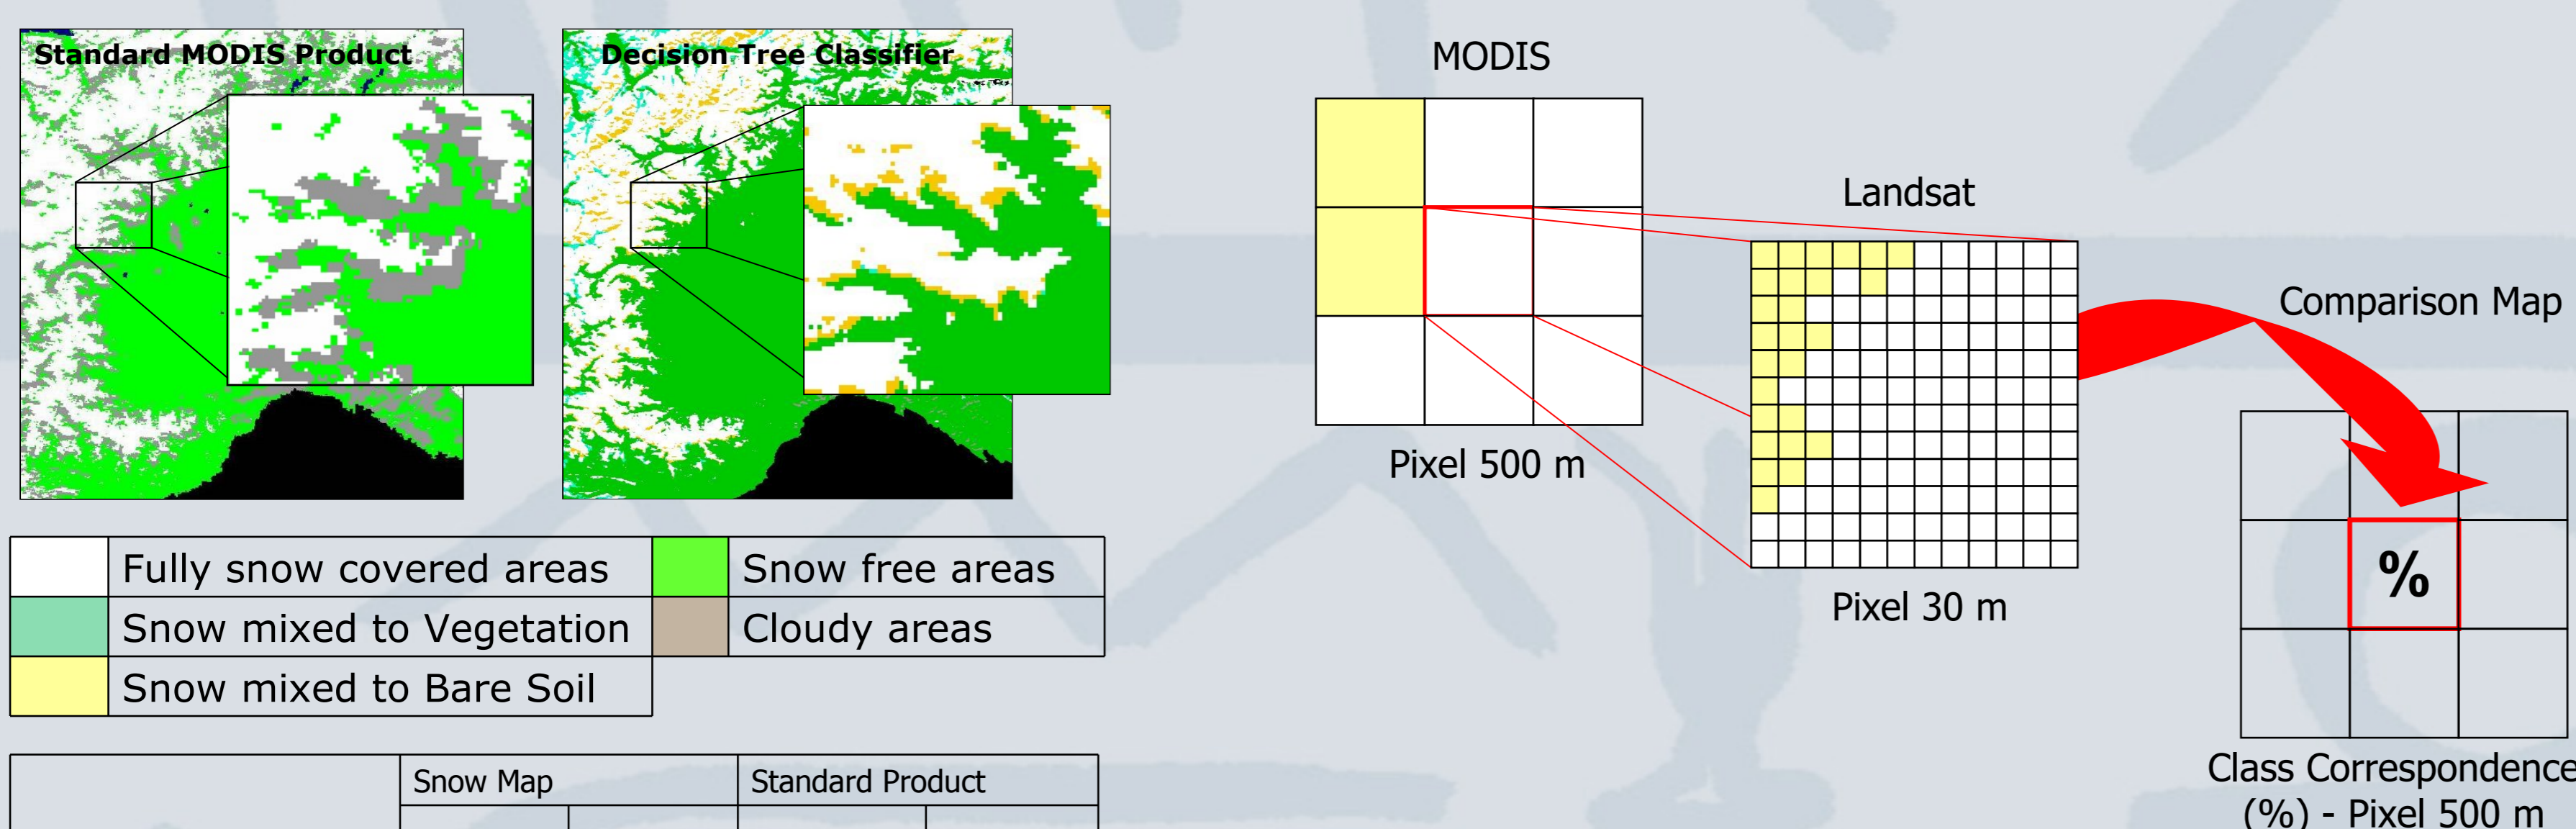 Standard MODIS Product
Decision Tree Classifier
MODIS
Pixel 500 m
Landsat
Pixel 30 m
Comparison Map
%
Class Correspondence
(%) - Pixel 500 m
Fully snow covered areas
Snow free areas
Snow mixed to Vegetation
Cloudy areas
Snow mixed to Bare Soil
Snow Map
Standard Product